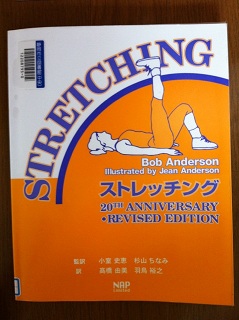 STRETCHING
Bob Anderson
Illustrated by Jean Anderson
ストレッチング
20TH ANNIVERSARY
・REVISED EDITION
監訳 小室 史恵 杉山 ちなみ
訳 高橋 由美 羽鳥 裕之
NAP